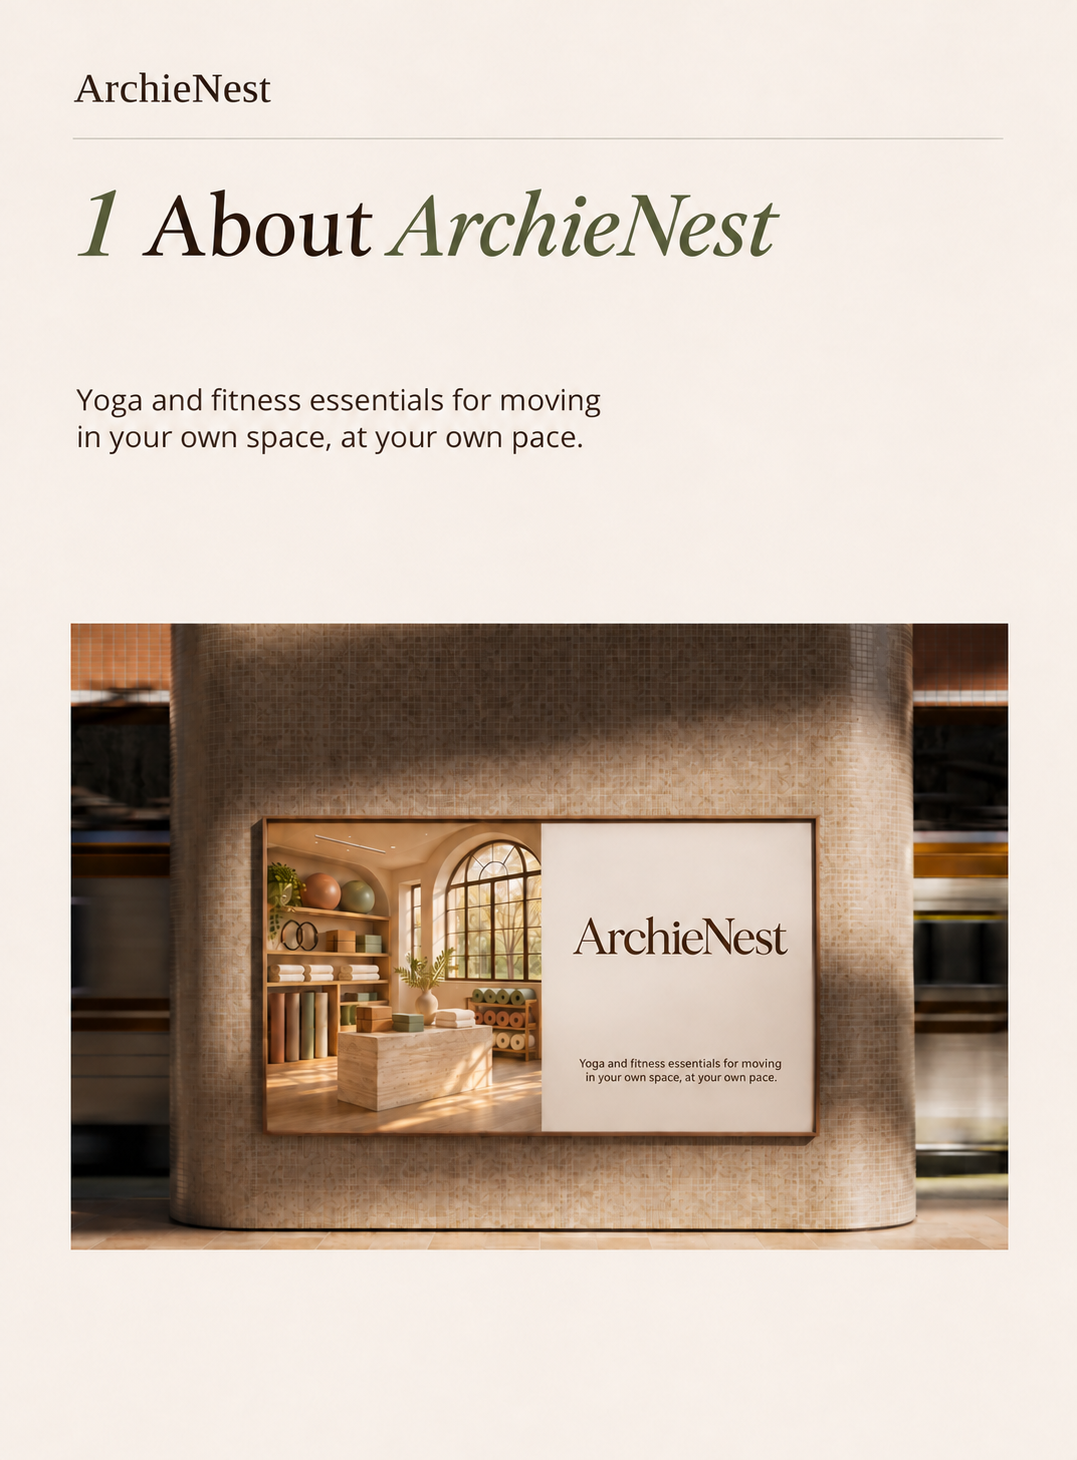 ArchieNest
1 About ArchieNest
Yoga and fitness essentials for moving
in your own space, at your own pace.
ArchieNest
Yoga and fitness essentials for moving
in your own space, at your own pace.